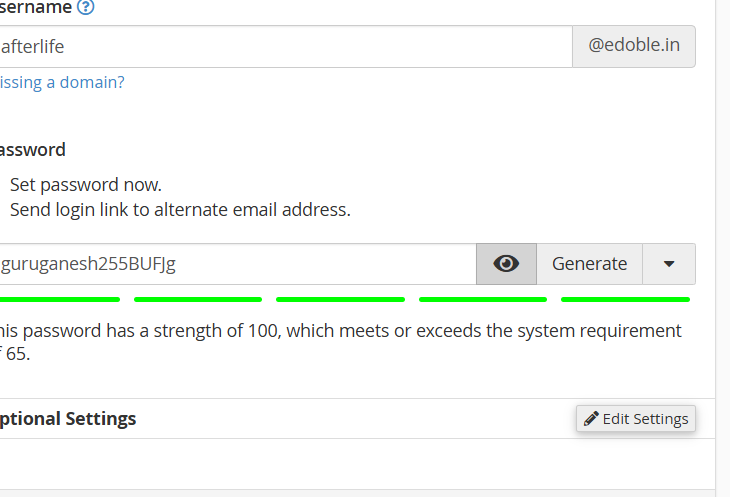 sername
afterlife @edoble.in
issing a domain?
assword
Set password now.
Send login link to alternate email address.
guruganesh255BUFJg Generate
his password has a strength of 100, which meets or exceeds the system requirement
f 65.
ptional Settings Edit Settings